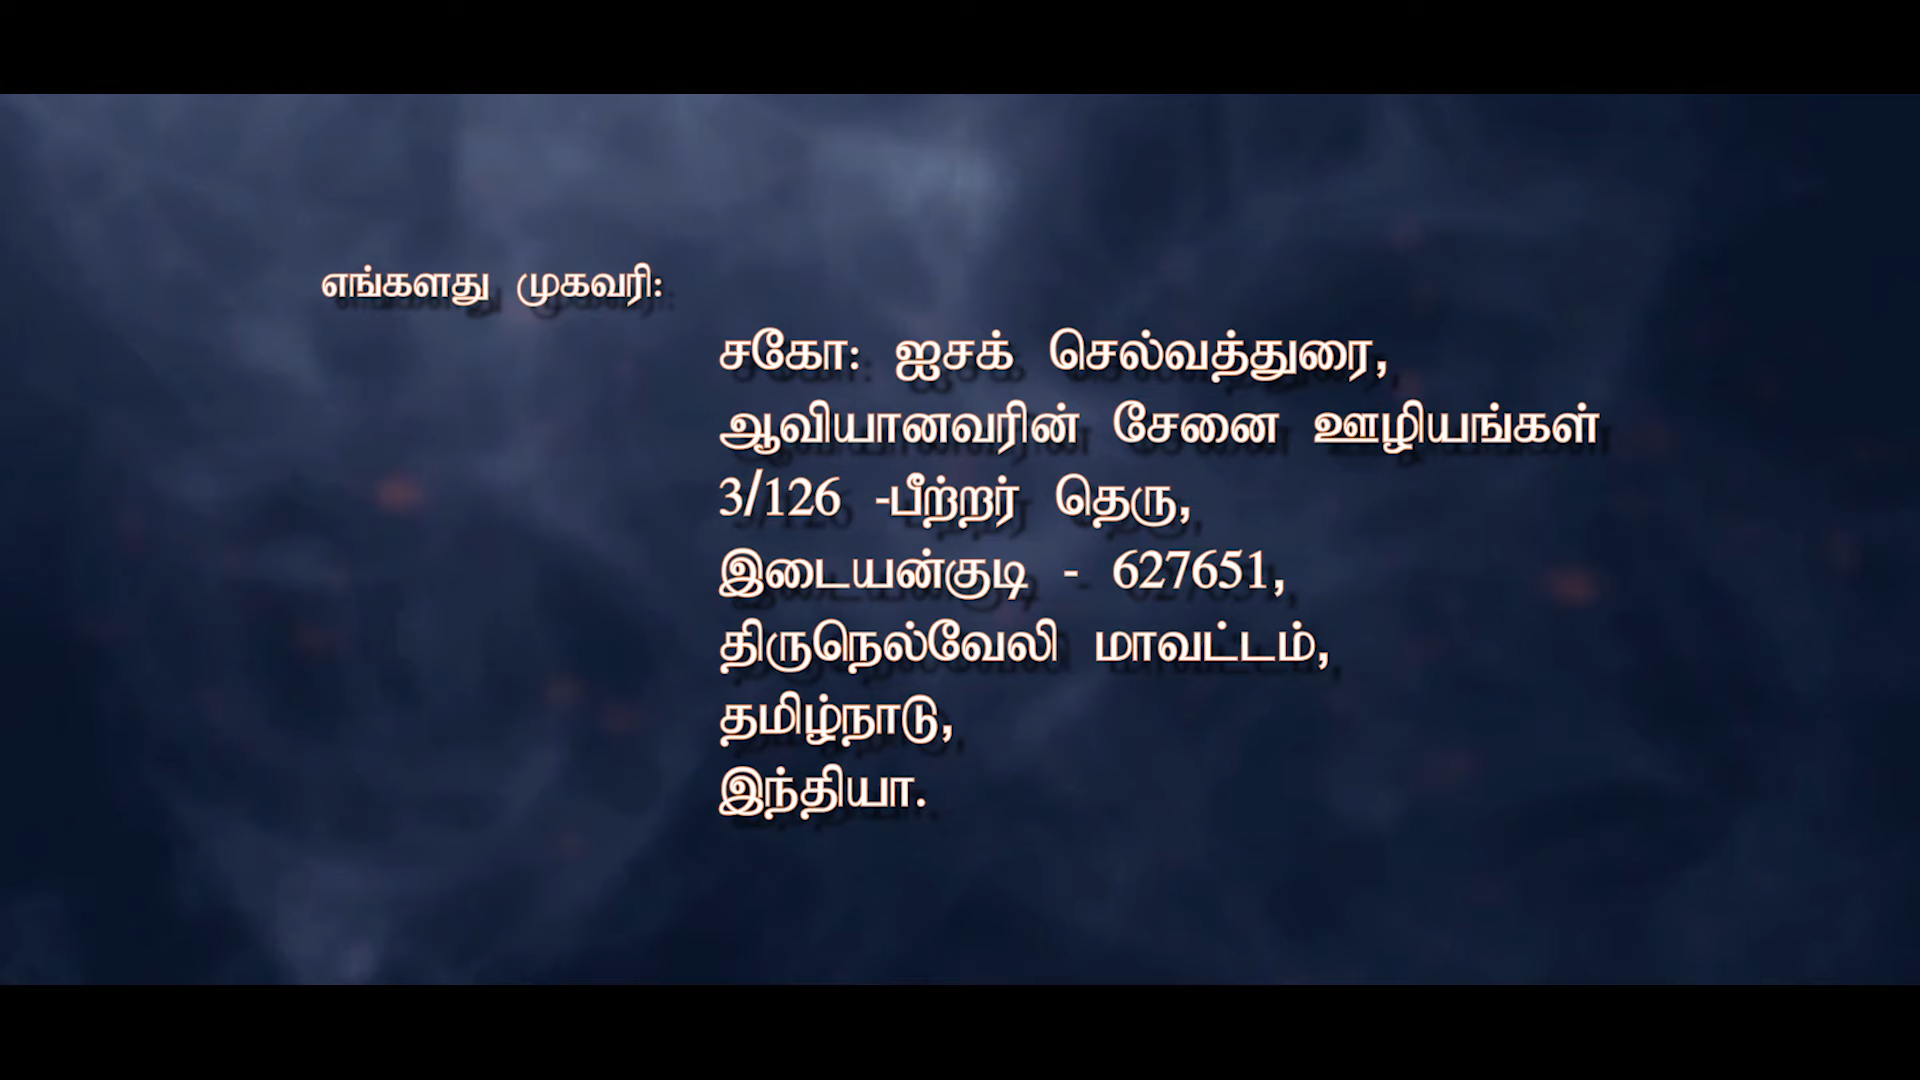 எங்களது முகவரி:
சகோ: ஐசக் செல்வத்துரை,
ஆவியானவரின் சேனை ஊழியங்கள்
3/126 -பீற்றர் தெரு,
இடையன்குடி - 627651,
திருநெல்வேலி மாவட்டம்,
தமிழ்நாடு,
இந்தியா.